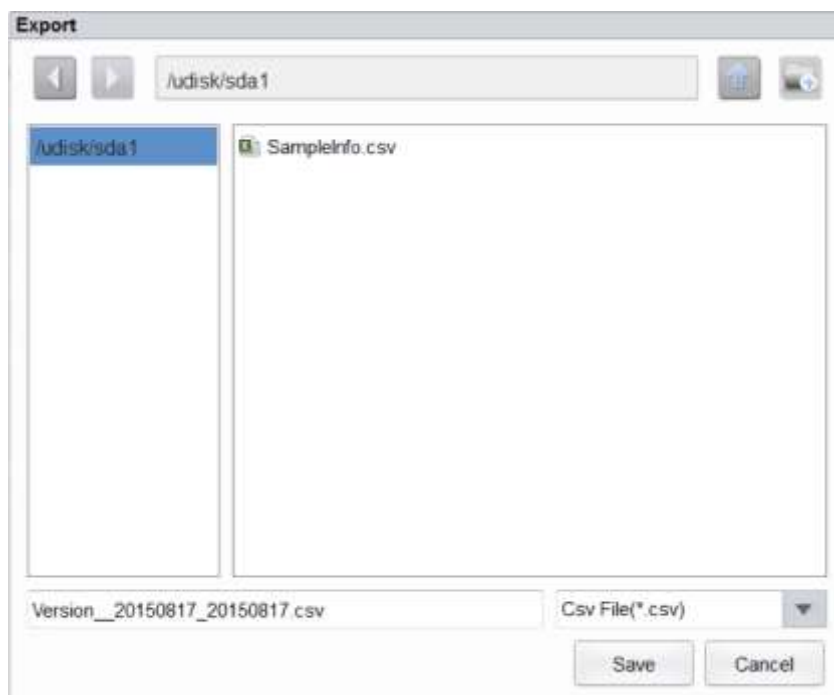 Export
/udisk/sda1
/udisk/sda1
SampleInfo.csv
Version__20150817_20150817.csv
Csv File(*.csv)
Save
Cancel